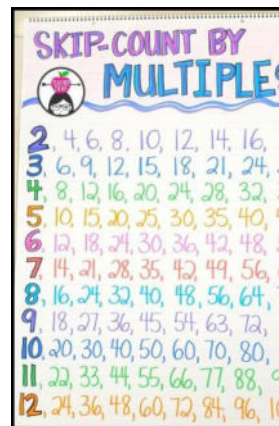 SKIP-COUNT BY
MULTIPLES
2, 4, 6, 8, 10, 12, 14, 16,
3, 6, 9, 12, 15, 18, 21, 24,
4, 8, 12, 16, 20, 24, 28, 32,
5, 10, 15, 20, 25, 30, 35, 40,
6, 12, 18, 24, 30, 36, 42, 48,
7, 14, 21, 28, 35, 42, 49, 56,
8, 16, 24, 32, 40, 48, 56, 64,
9, 18, 27, 36, 45, 54, 63, 72,
10, 20, 30, 40, 50, 60, 70, 80,
11, 22, 33, 44, 55, 66, 77, 88,
12, 24, 36, 48, 60, 72, 84, 96,